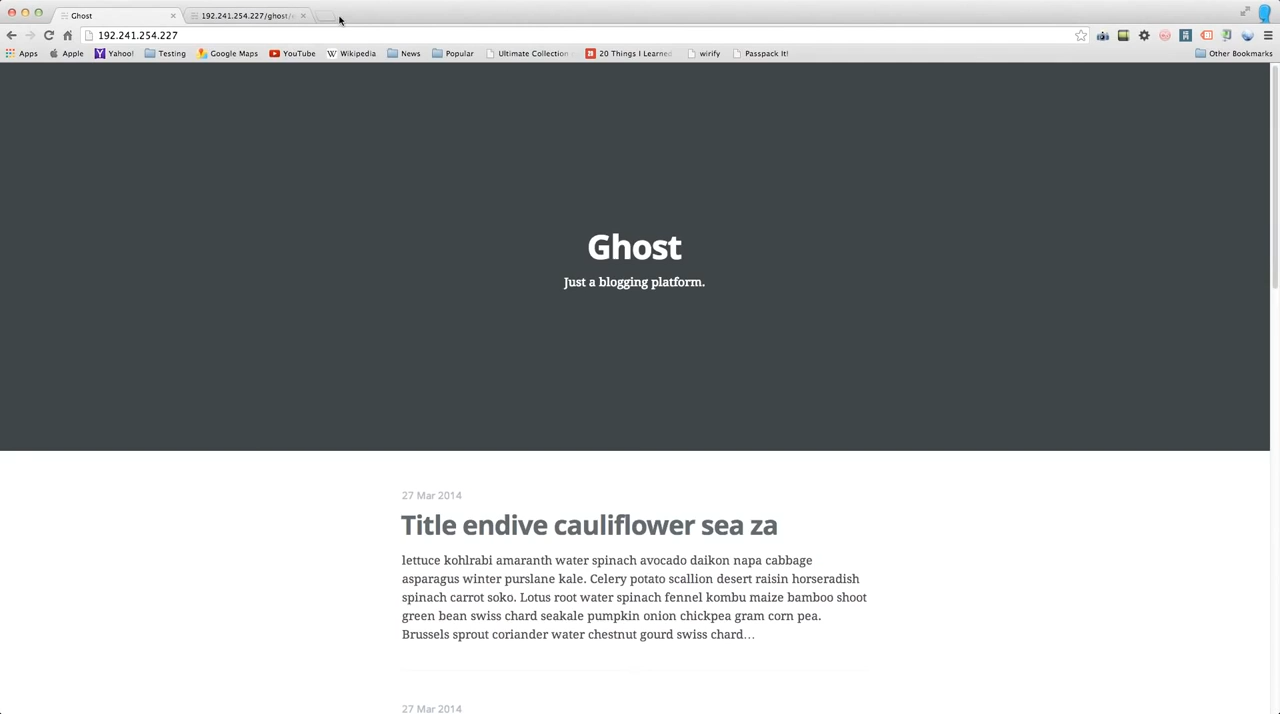 Ghost
192.241.254.227/ghost/
192.241.254.227
Apps Apple Yahoo! Testing Google Maps YouTube Wikipedia News Popular Ultimate Collection 20 Things I Learned wirify Passpack It! Other Bookmarks
Ghost
Just a blogging platform.
27 Mar 2014
Title endive cauliflower sea za
lettuce kohlrabi amaranth water spinach avocado daikon napa cabbage
asparagus winter purslane kale. Celery potato scallion desert raisin horseradish
spinach carrot soko. Lotus root water spinach fennel kombu maize bamboo shoot
green bean swiss chard seakale pumpkin onion chickpea gram corn pea.
Brussels sprout coriander water chestnut gourd swiss chard…
27 Mar 2014